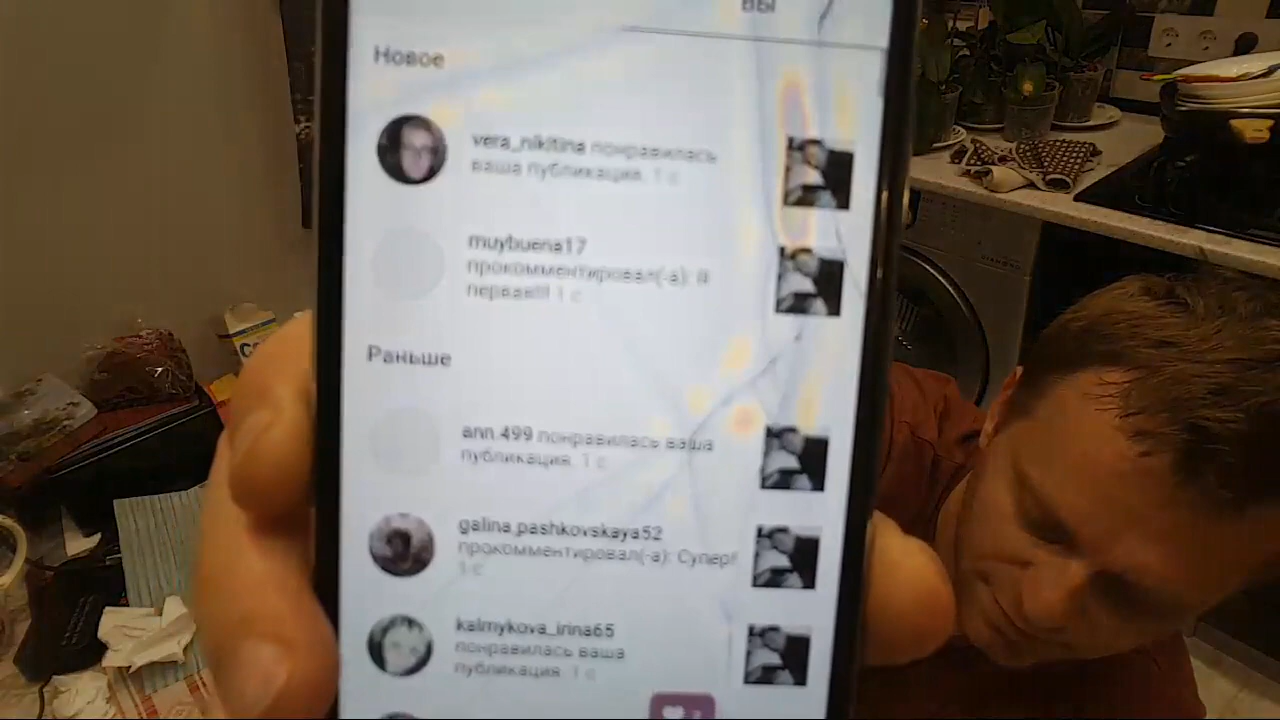 ВЫ
Новое
vera_nikitina понравилась
ваша публикация. 1 с
muybuena17
прокомментировал(-а): Я
первая!!! 1 с
Раньше
ann.499 понравилась ваша
публикация. 1 с
galina.pashkovskaya52
прокомментировал(-а): Супер!
1 с
kalmykova_irina65
понравилась ваша
публикация. 1 с